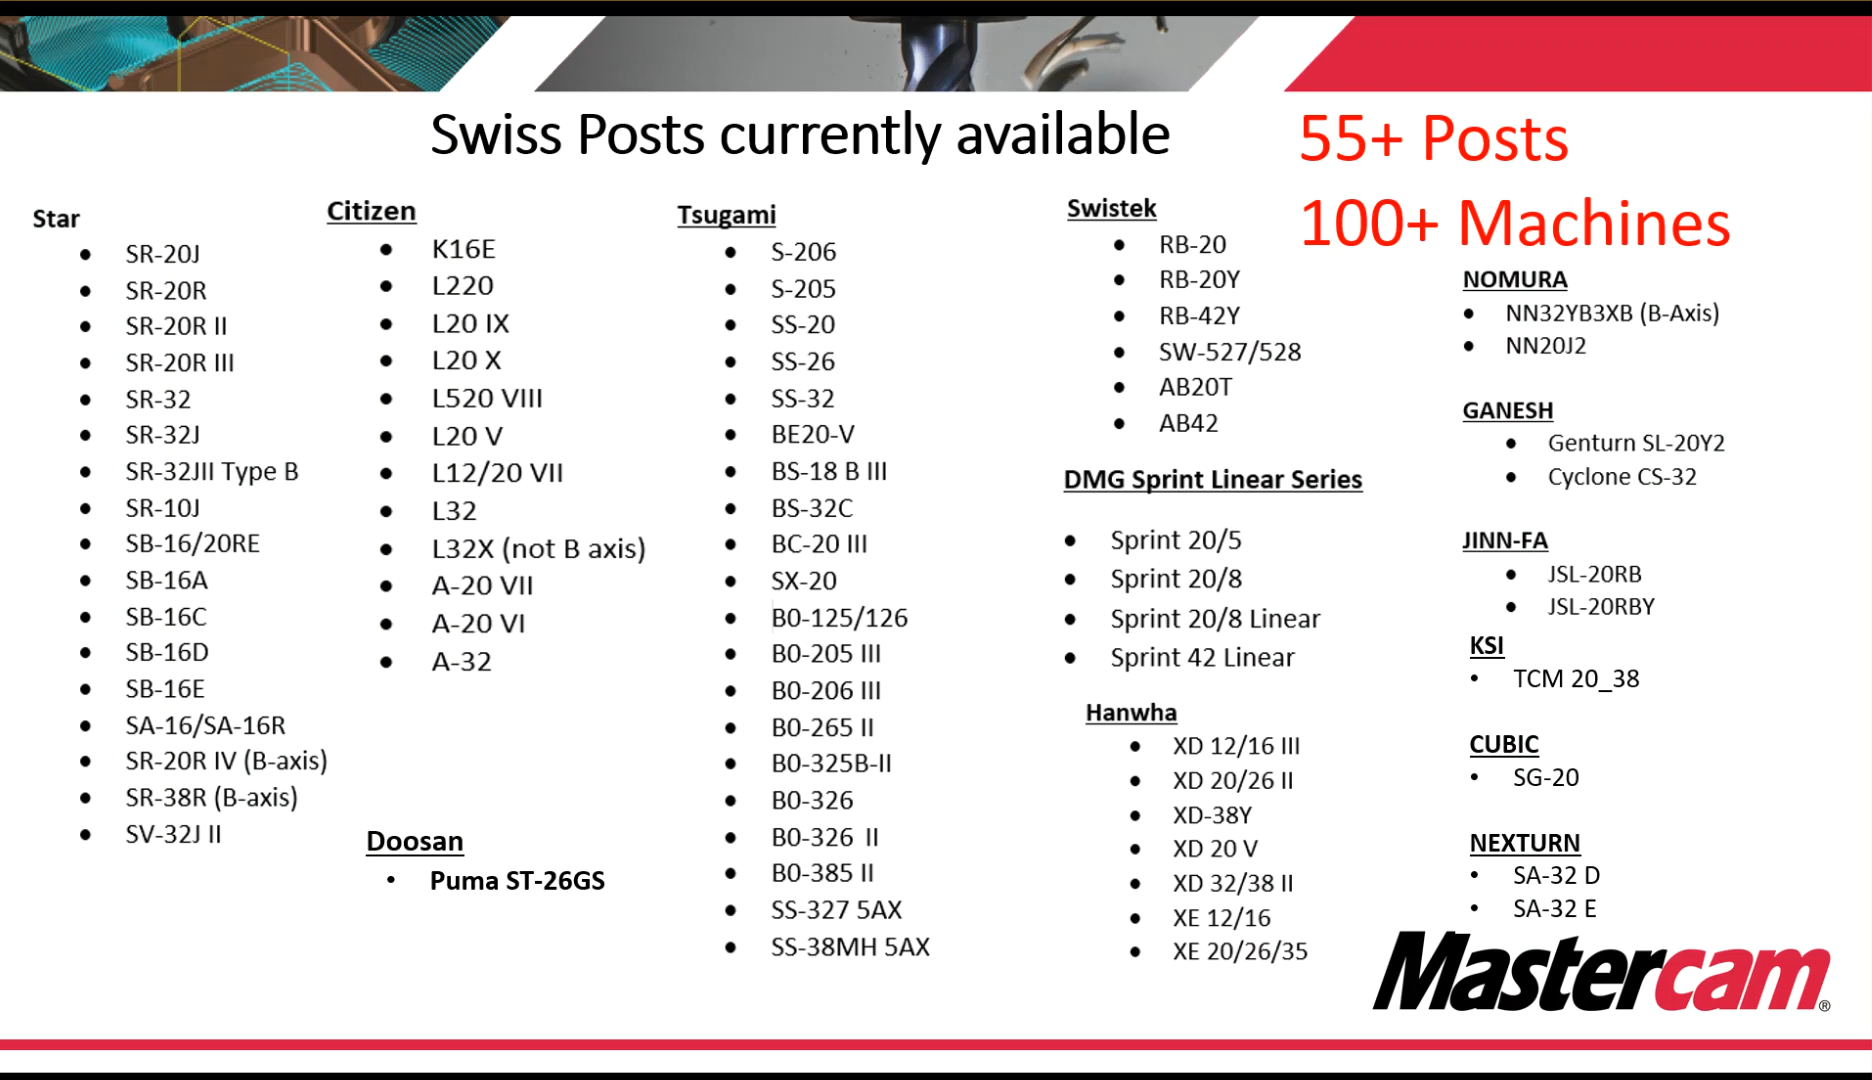 Swiss Posts currently available
55+ Posts
100+ Machines
Star
SR-20J
SR-20R
SR-20R II
SR-20R III
SR-32
SR-32J
SR-32JII Type B
SR-10J
SB-16/20RE
SB-16A
SB-16C
SB-16D
SB-16E
SA-16/SA-16R
SR-20R IV (B-axis)
SR-38R (B-axis)
SV-32J II
Citizen
K16E
L220
L20 IX
L20 X
L520 VIII
L20 V
L12/20 VII
L32
L32X (not B axis)
A-20 VII
A-20 VI
A-32
Doosan
Puma ST-26GS
Tsugami
S-206
S-205
SS-20
SS-26
SS-32
BE20-V
BS-18 B III
BS-32C
BC-20 III
SX-20
B0-125/126
B0-205 III
B0-206 III
B0-265 II
B0-325B-II
B0-326
B0-326 II
B0-385 II
SS-327 5AX
SS-38MH 5AX
Swistek
RB-20
RB-20Y
RB-42Y
SW-527/528
AB20T
AB42
DMG Sprint Linear Series
Sprint 20/5
Sprint 20/8
Sprint 20/8 Linear
Sprint 42 Linear
Hanwha
XD 12/16 III
XD 20/26 II
XD-38Y
XD 20 V
XD 32/38 II
XE 12/16
XE 20/26/35
NOMURA
NN32YB3XB (B-Axis)
NN20J2
GANESH
Genturn SL-20Y2
Cyclone CS-32
JINN-FA
JSL-20RB
JSL-20RBY
KSI
TCM 20_38
CUBIC
SG-20
NEXTURN
SA-32 D
SA-32 E
Mastercam®